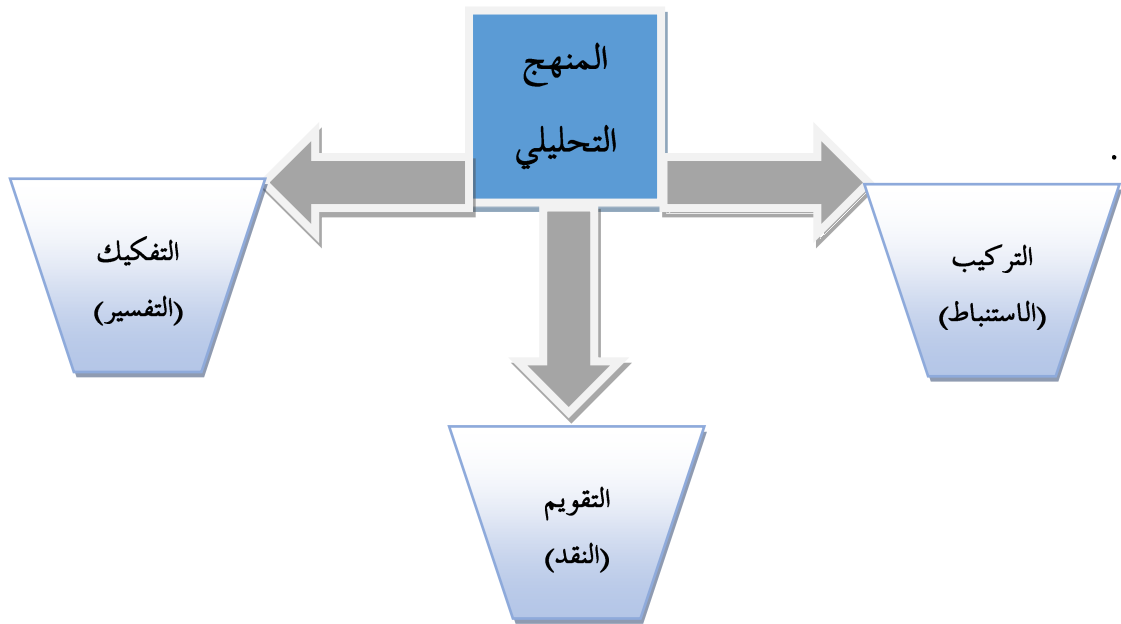 المنهج
التحليلي
.
التركيب
(الاستنباط)
التفكيك
(التفسير)
التقويم
(النقد)